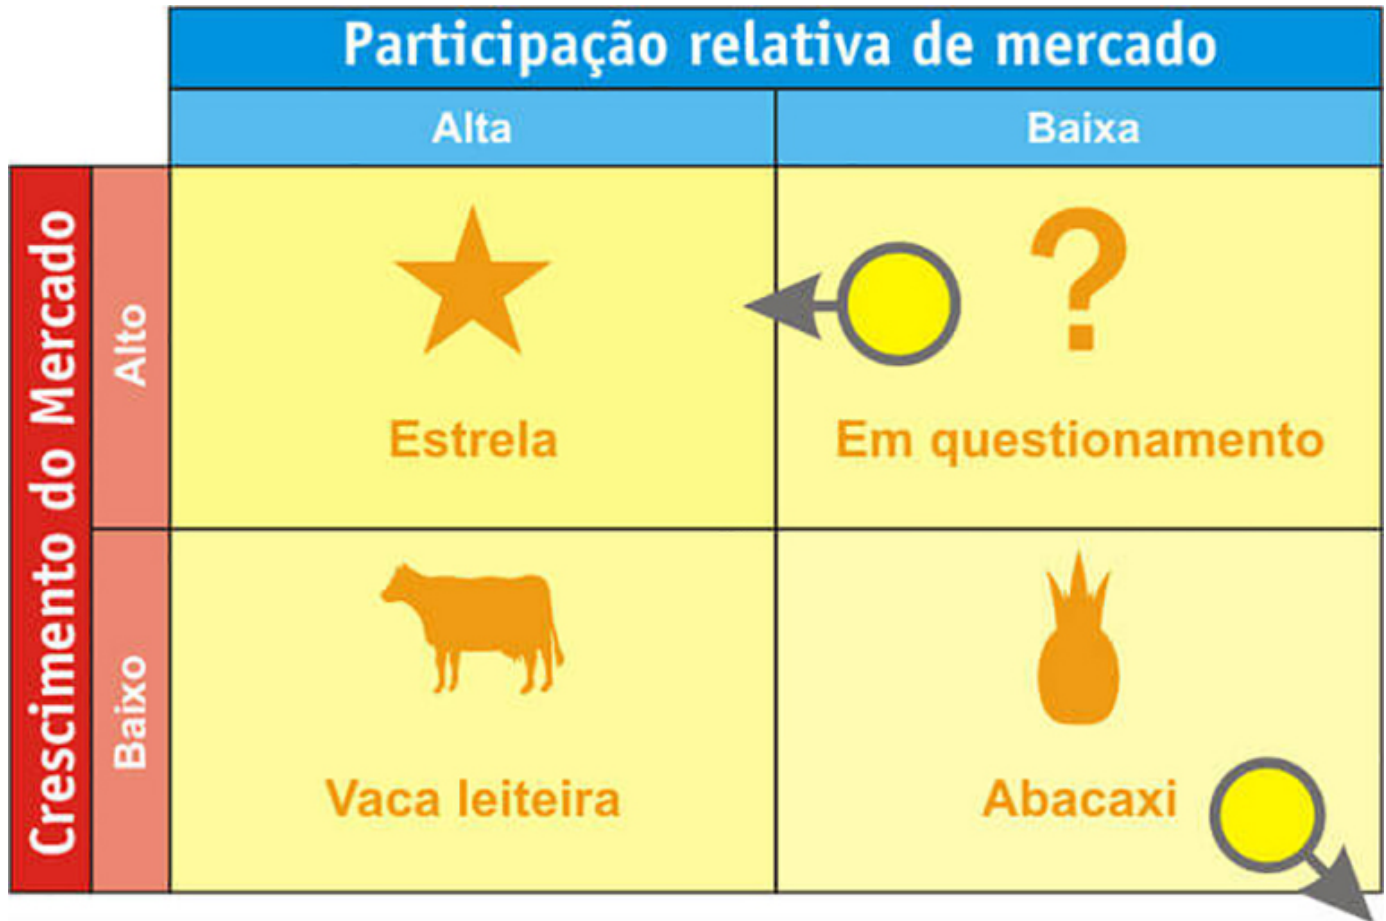 Participação relativa de mercado
Alta
Baixa
Crescimento do Mercado
Alto
?
Estrela
Em questionamento
Baixo
Vaca leiteira
Abacaxi